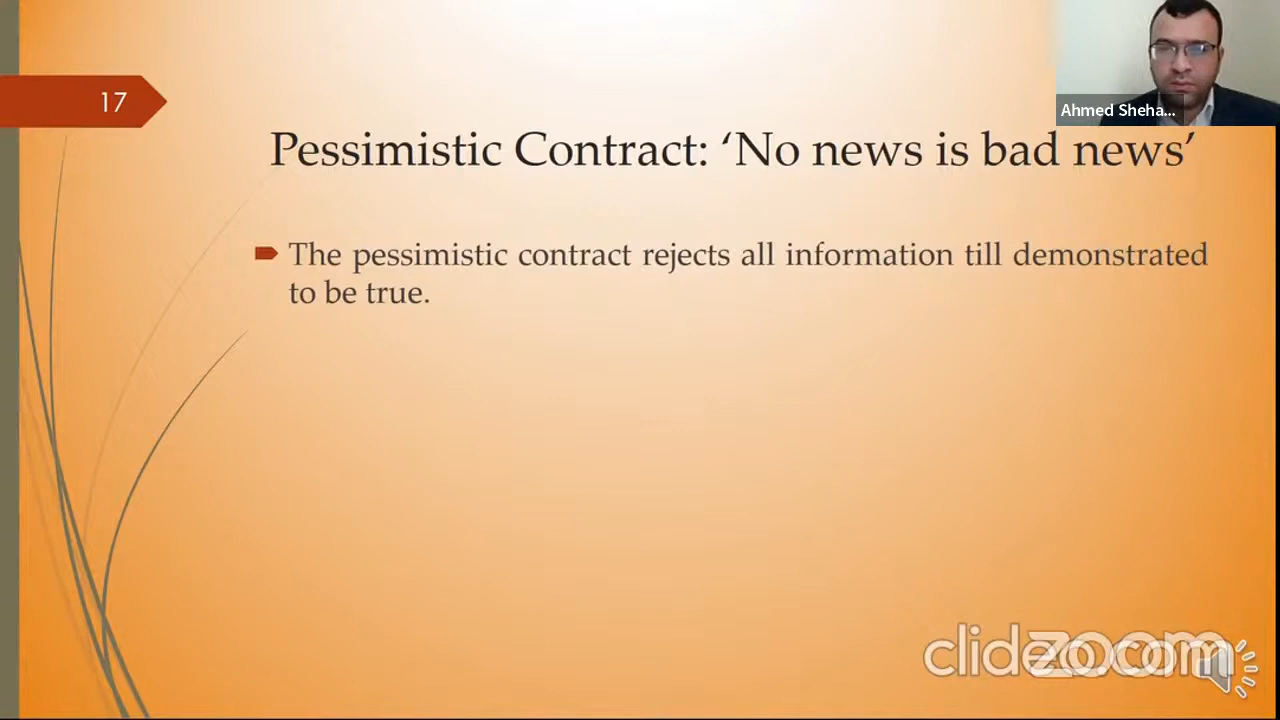 17
Ahmed Sheha...
Pessimistic Contract: ‘No news is bad news’
The pessimistic contract rejects all information till demonstrated
to be true.
clideo.com
zoom